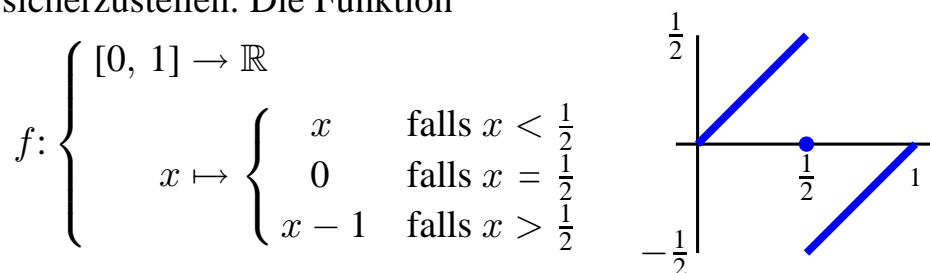 sicherzustellen. Die Funktion
f: { [0, 1] → ℝ
x ↦ { x falls x < 1/2
0 falls x = 1/2
x − 1 falls x > 1/2
1/2
1/2
1
−1/2